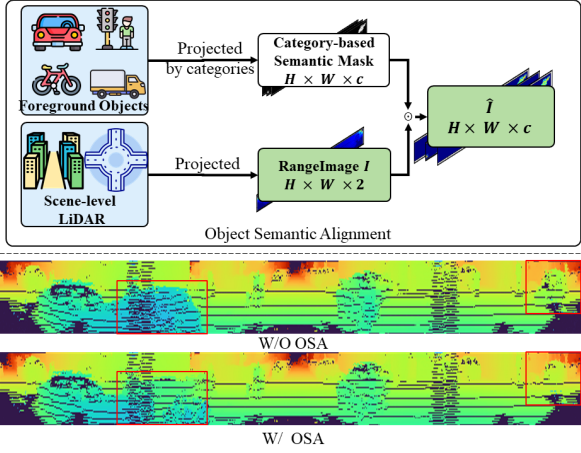 Foreground Objects
Projected
by categories
Category-based
Semantic Mask
H × W × c
Î
H × W × c
⊙
Scene-level
LiDAR
Projected
RangeImage I
H × W × 2
Object Semantic Alignment
W/O OSA
W/ OSA